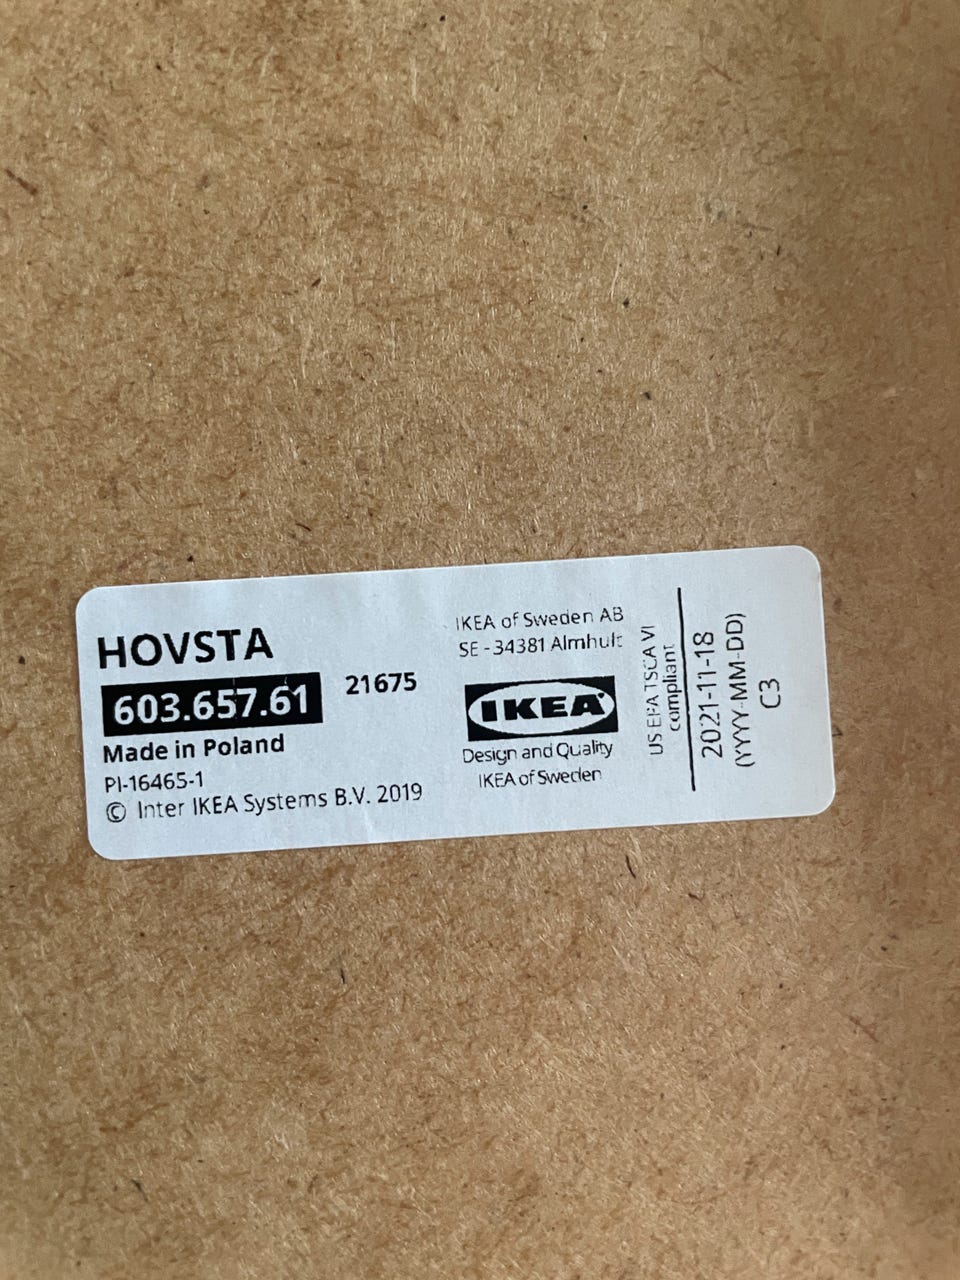 HOVSTA
603.657.61
21675
Made in Poland
PI-16465-1
© Inter IKEA Systems B.V. 2019
IKEA of Sweden AB
SE - 34381 Älmhult
IKEA
Design and Quality
IKEA of Sweden
US EPA TSCA VI
compliant
2021-11-18
(YYYY-MM-DD)
C3